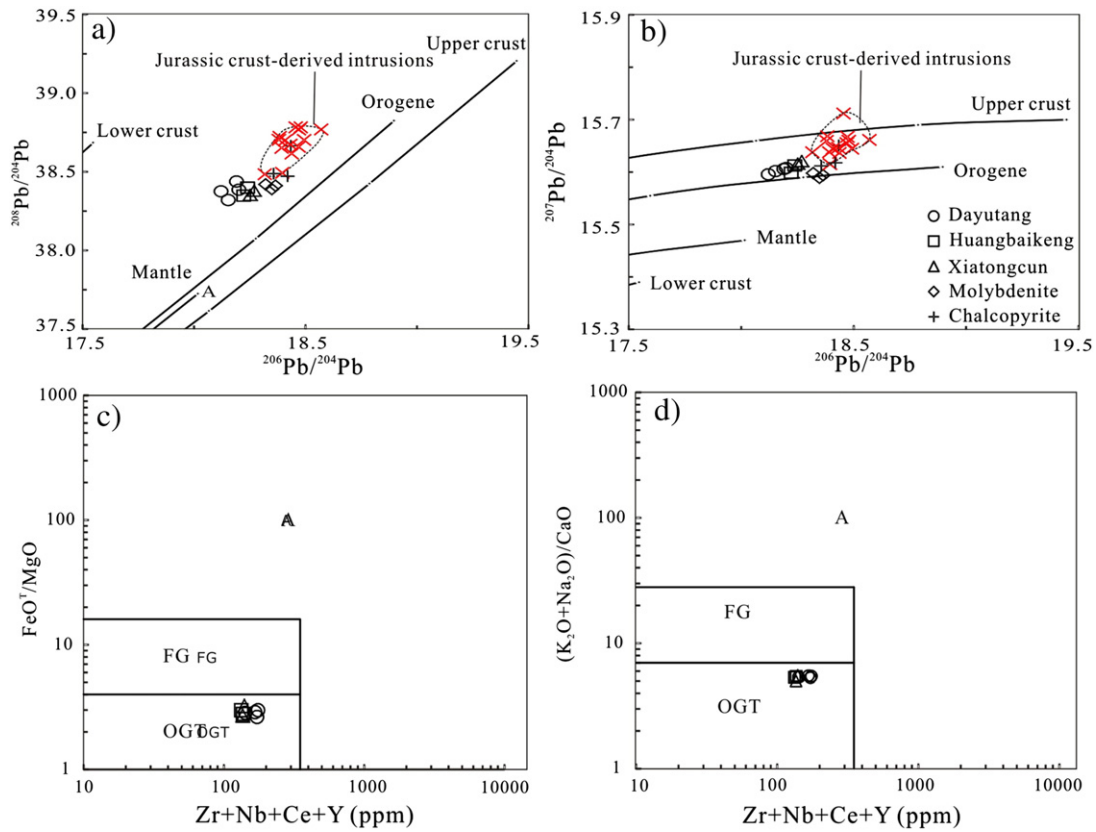 a)
39.5
39.0
38.5
38.0
37.5
²⁰⁸Pb/²⁰⁴Pb
Upper crust
Jurassic crust-derived intrusions
Orogene
Lower crust
Mantle
A
17.5
18.5
19.5
²⁰⁶Pb/²⁰⁴Pb
b)
15.9
15.7
15.5
15.3
²⁰⁷Pb/²⁰⁴Pb
Jurassic crust-derived intrusions
Upper crust
Orogene
Mantle
Lower crust
Dayutang
Huangbaikeng
Xiatongcun
Molybdenite
Chalcopyrite
17.5
18.5
19.5
²⁰⁶Pb/²⁰⁴Pb
c)
1000
100
10
1
FeOᵀ/MgO
A
A
FG FG
OGT OGT
10
100
1000
10000
Zr+Nb+Ce+Y (ppm)
d)
1000
100
10
1
(K₂O+Na₂O)/CaO
A
FG
OGT
10
100
1000
10000
Zr+Nb+Ce+Y (ppm)